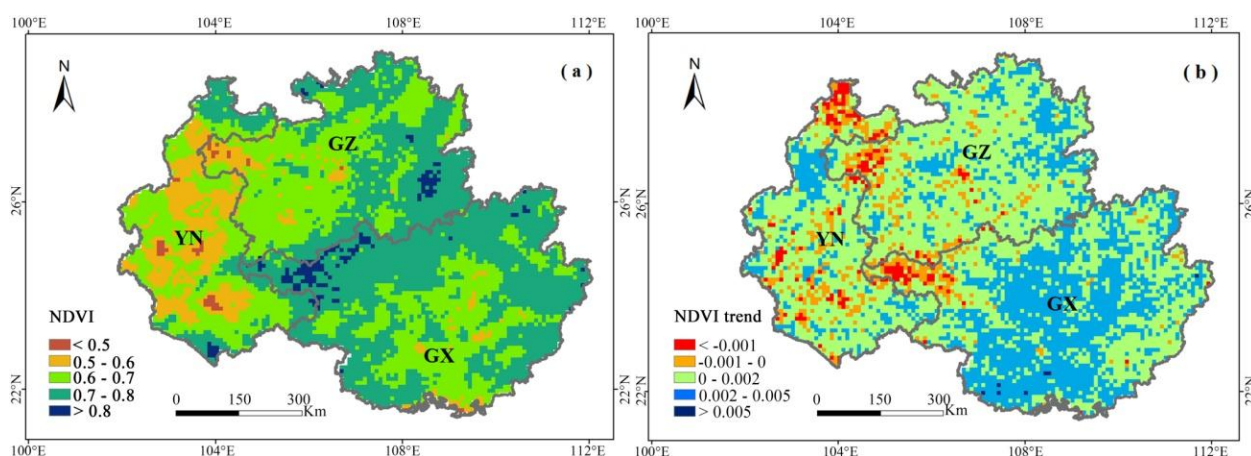 100°E 104°E 108°E 112°E
N
( a )
GZ
26°N
YN
GX
NDVI
< 0.5
0.5 - 0.6
0.6 - 0.7
0.7 - 0.8
> 0.8
0 150 300
Km
22°N
100°E 104°E 108°E 112°E
100°E 104°E 108°E 112°E
N
( b )
GZ
26°N 26°N
YN
GX
NDVI trend
< -0.001
-0.001 - 0
0 - 0.002
0.002 - 0.005
> 0.005
0 150 300
Km
22°N 22°N
100°E 104°E 108°E 112°E